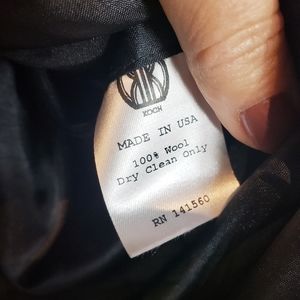 KOCH
MADE IN USA
100% Wool
Dry Clean Only
RN 141560